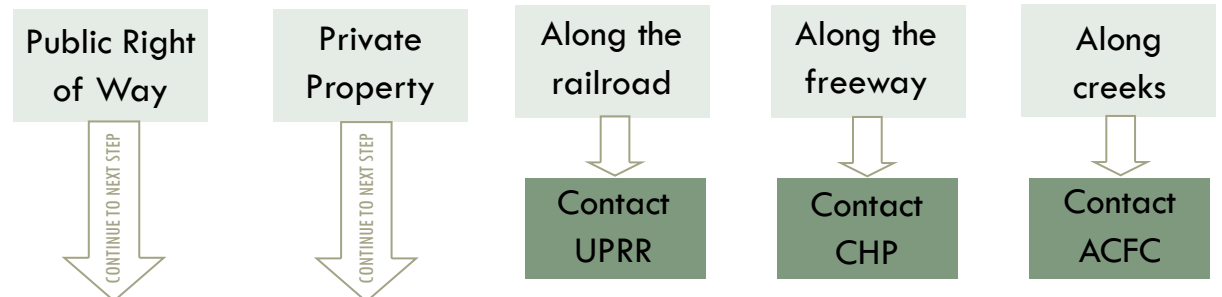 Public Right
of Way
CONTINUE TO NEXT STEP
Private
Property
CONTINUE TO NEXT STEP
Along the
railroad
Contact
UPRR
Along the
freeway
Contact
CHP
Along
creeks
Contact
ACFC